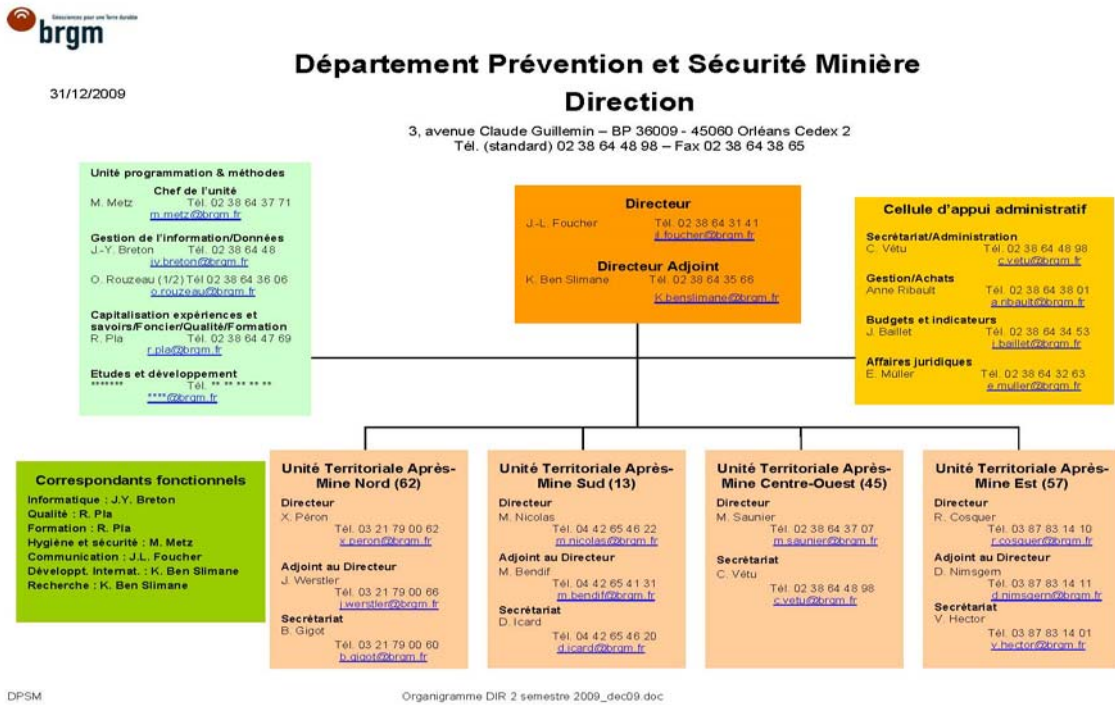 Géosciences pour une Terre durable
brgm
31/12/2009
Département Prévention et Sécurité Minière
Direction
3, avenue Claude Guillemin – BP 36009 - 45060 Orléans Cedex 2
Tél. (standard) 02 38 64 48 98 – Fax 02 38 64 38 65
Unité programmation & méthodes
Chef de l'unité
M. Metz Tél. 02 38 64 37 71
m.metz@brgm.fr
Gestion de l'information/Données
J.-Y. Breton Tél. 02 38 64 48
jy.breton@brgm.fr
O. Rouzeau (1/2) Tél 02 38 64 36 06
o.rouzeau@brgm.fr
Capitalisation expériences et
savoirs/Foncier/Qualité/Formation
R. Pla Tél. 02 38 64 47 69
r.pla@brgm.fr
Etudes et développement
******* Tél. ** ** ** ** **
****@brgm.fr
Directeur
J.-L. Foucher Tél. 02 38 64 31 41
jl.foucher@brgm.fr
Directeur Adjoint
K. Ben Slimane Tél. 02 38 64 35 66
K.benslimane@brgm.fr
Cellule d'appui administratif
Secrétariat/Administration
C. Vétu Tél. 02 38 64 48 98
c.vetu@brgm.fr
Gestion/Achats
Anne Ribault Tél. 02 38 64 38 01
a.ribault@brgm.fr
Budgets et indicateurs
J. Baillet Tél. 02 38 64 34 53
j.baillet@brgm.fr
Affaires juridiques
E. Müller Tél. 02 38 64 32 63
e.muller@brgm.fr
Correspondants fonctionnels
Informatique : J.Y. Breton
Qualité : R. Pla
Formation : R. Pla
Hygiène et sécurité : M. Metz
Communication : J.L. Foucher
Développt. Internat. : K. Ben Slimane
Recherche : K. Ben Slimane
Unité Territoriale Après-
Mine Nord (62)
Directeur
X. Péron
Tél. 03 21 79 00 62
x.peron@brgm.fr
Adjoint au Directeur
J. Werstler
Tél. 03 21 79 00 66
j.werstler@brgm.fr
Secrétariat
B. Gigot
Tél. 03 21 79 00 60
b.gigot@brgm.fr
Unité Territoriale Après-
Mine Sud (13)
Directeur
M. Nicolas
Tél. 04 42 65 46 22
m.nicolas@brgm.fr
Adjoint au Directeur
M. Bendif
Tél. 04 42 65 41 31
m.bendif@brgm.fr
Secrétariat
D. Icard
Tél. 04 42 65 46 20
d.icard@brgm.fr
Unité Territoriale Après-
Mine Centre-Ouest (45)
Directeur
M. Saunier
Tél. 02 38 64 37 07
m.saunier@brgm.fr
Secrétariat
C. Vétu
Tél. 02 38 64 48 98
c.vetu@brgm.fr
Unité Territoriale Après-
Mine Est (57)
Directeur
R. Cosquer
Tél. 03 87 83 14 10
r.cosquer@brgm.fr
Adjoint au Directeur
D. Nimsgern
Tél. 03 87 83 14 11
d.nimsgern@brgm.fr
Secrétariat
V. Hector
Tél. 03 87 83 14 01
v.hector@brgm.fr
DPSM
Organigramme DIR 2 semestre 2009_dec09.doc